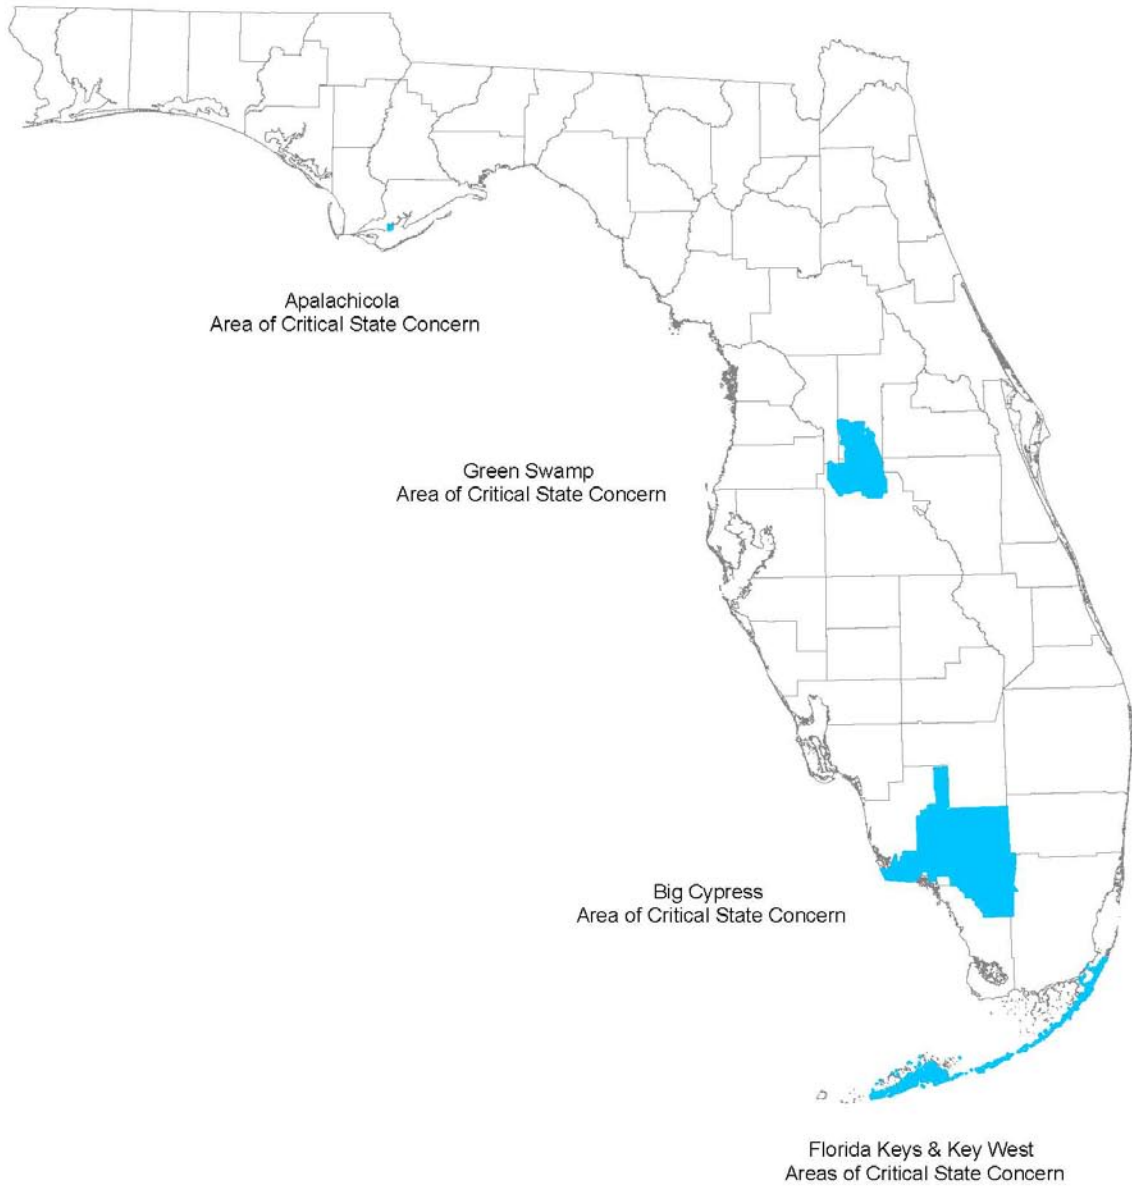 Apalachicola
Area of Critical State Concern
Green Swamp
Area of Critical State Concern
Big Cypress
Area of Critical State Concern
Florida Keys & Key West
Areas of Critical State Concern